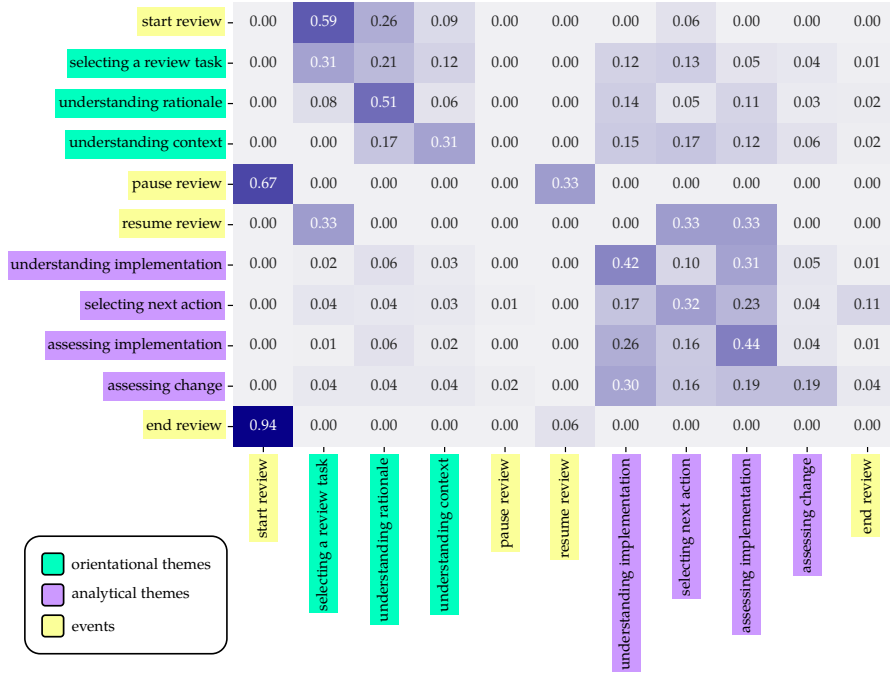 start review 0.00 0.59 0.26 0.09 0.00 0.00 0.00 0.06 0.00 0.00 0.00
selecting a review task 0.00 0.31 0.21 0.12 0.00 0.00 0.12 0.13 0.05 0.04 0.01
understanding rationale 0.00 0.08 0.51 0.06 0.00 0.00 0.14 0.05 0.11 0.03 0.02
understanding context 0.00 0.00 0.17 0.31 0.00 0.00 0.15 0.17 0.12 0.06 0.02
pause review 0.67 0.00 0.00 0.00 0.00 0.33 0.00 0.00 0.00 0.00 0.00
resume review 0.00 0.33 0.00 0.00 0.00 0.00 0.00 0.33 0.33 0.00 0.00
understanding implementation 0.00 0.02 0.06 0.03 0.00 0.00 0.42 0.10 0.31 0.05 0.01
selecting next action 0.00 0.04 0.04 0.03 0.01 0.00 0.17 0.32 0.23 0.04 0.11
assessing implementation 0.00 0.01 0.06 0.02 0.00 0.00 0.26 0.16 0.44 0.04 0.01
assessing change 0.00 0.04 0.04 0.04 0.02 0.00 0.30 0.16 0.19 0.19 0.04
end review 0.94 0.00 0.00 0.00 0.00 0.06 0.00 0.00 0.00 0.00 0.00
start review
selecting a review task
understanding rationale
understanding context
pause review
resume review
understanding implementation
selecting next action
assessing implementation
assessing change
end review
orientational themes
analytical themes
events